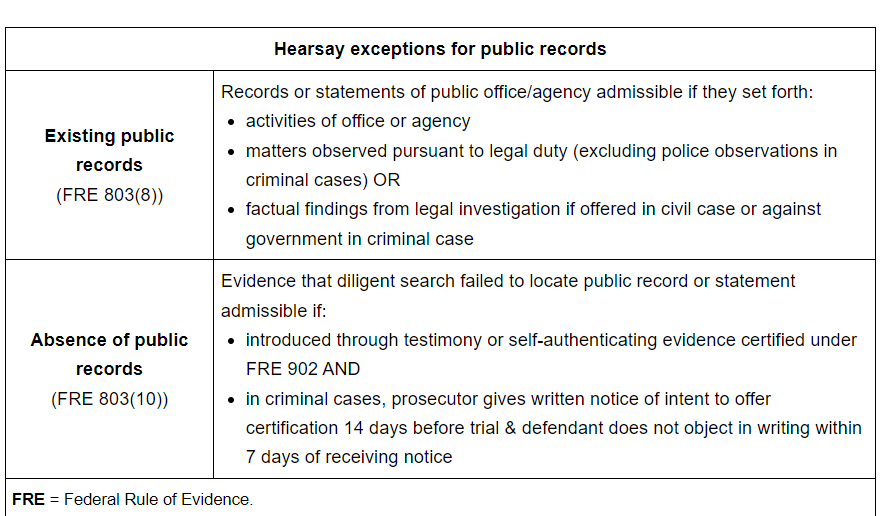 Hearsay exceptions for public records
Existing public
records
(FRE 803(8))
Records or statements of public office/agency admissible if they set forth:
• activities of office or agency
• matters observed pursuant to legal duty (excluding police observations in
criminal cases) OR
• factual findings from legal investigation if offered in civil case or against
government in criminal case
Absence of public
records
(FRE 803(10))
Evidence that diligent search failed to locate public record or statement
admissible if:
• introduced through testimony or self-authenticating evidence certified under
FRE 902 AND
• in criminal cases, prosecutor gives written notice of intent to offer
certification 14 days before trial & defendant does not object in writing within
7 days of receiving notice
FRE = Federal Rule of Evidence.